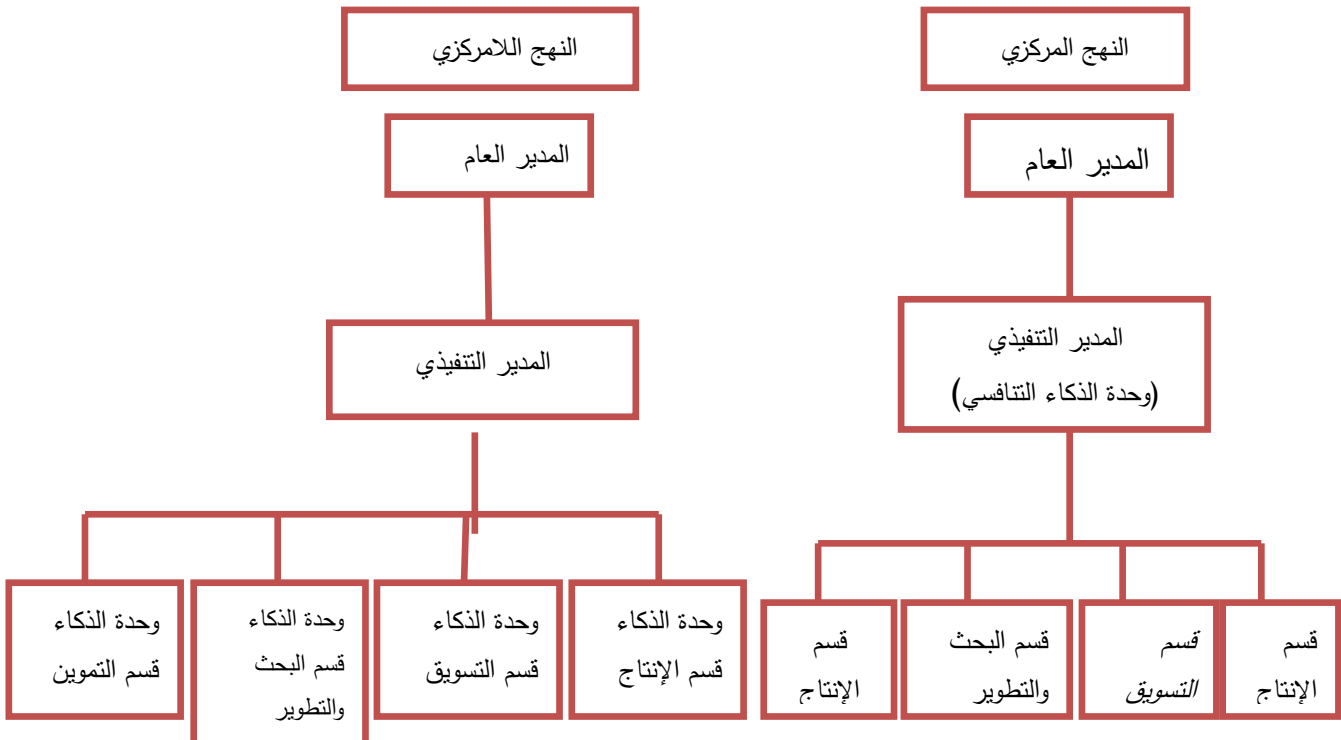 النهج المركزي
النهج اللامركزي
المدير العام
المدير العام
المدير التنفيذي
(وحدة الذكاء التنافسي)
المدير التنفيذي
قسم
الإنتاج
قسم
التسويق
قسم البحث
والتطوير
قسم
الإنتاج
وحدة الذكاء
قسم الإنتاج
وحدة الذكاء
قسم التسويق
وحدة الذكاء
قسم البحث
والتطوير
وحدة الذكاء
قسم التموين